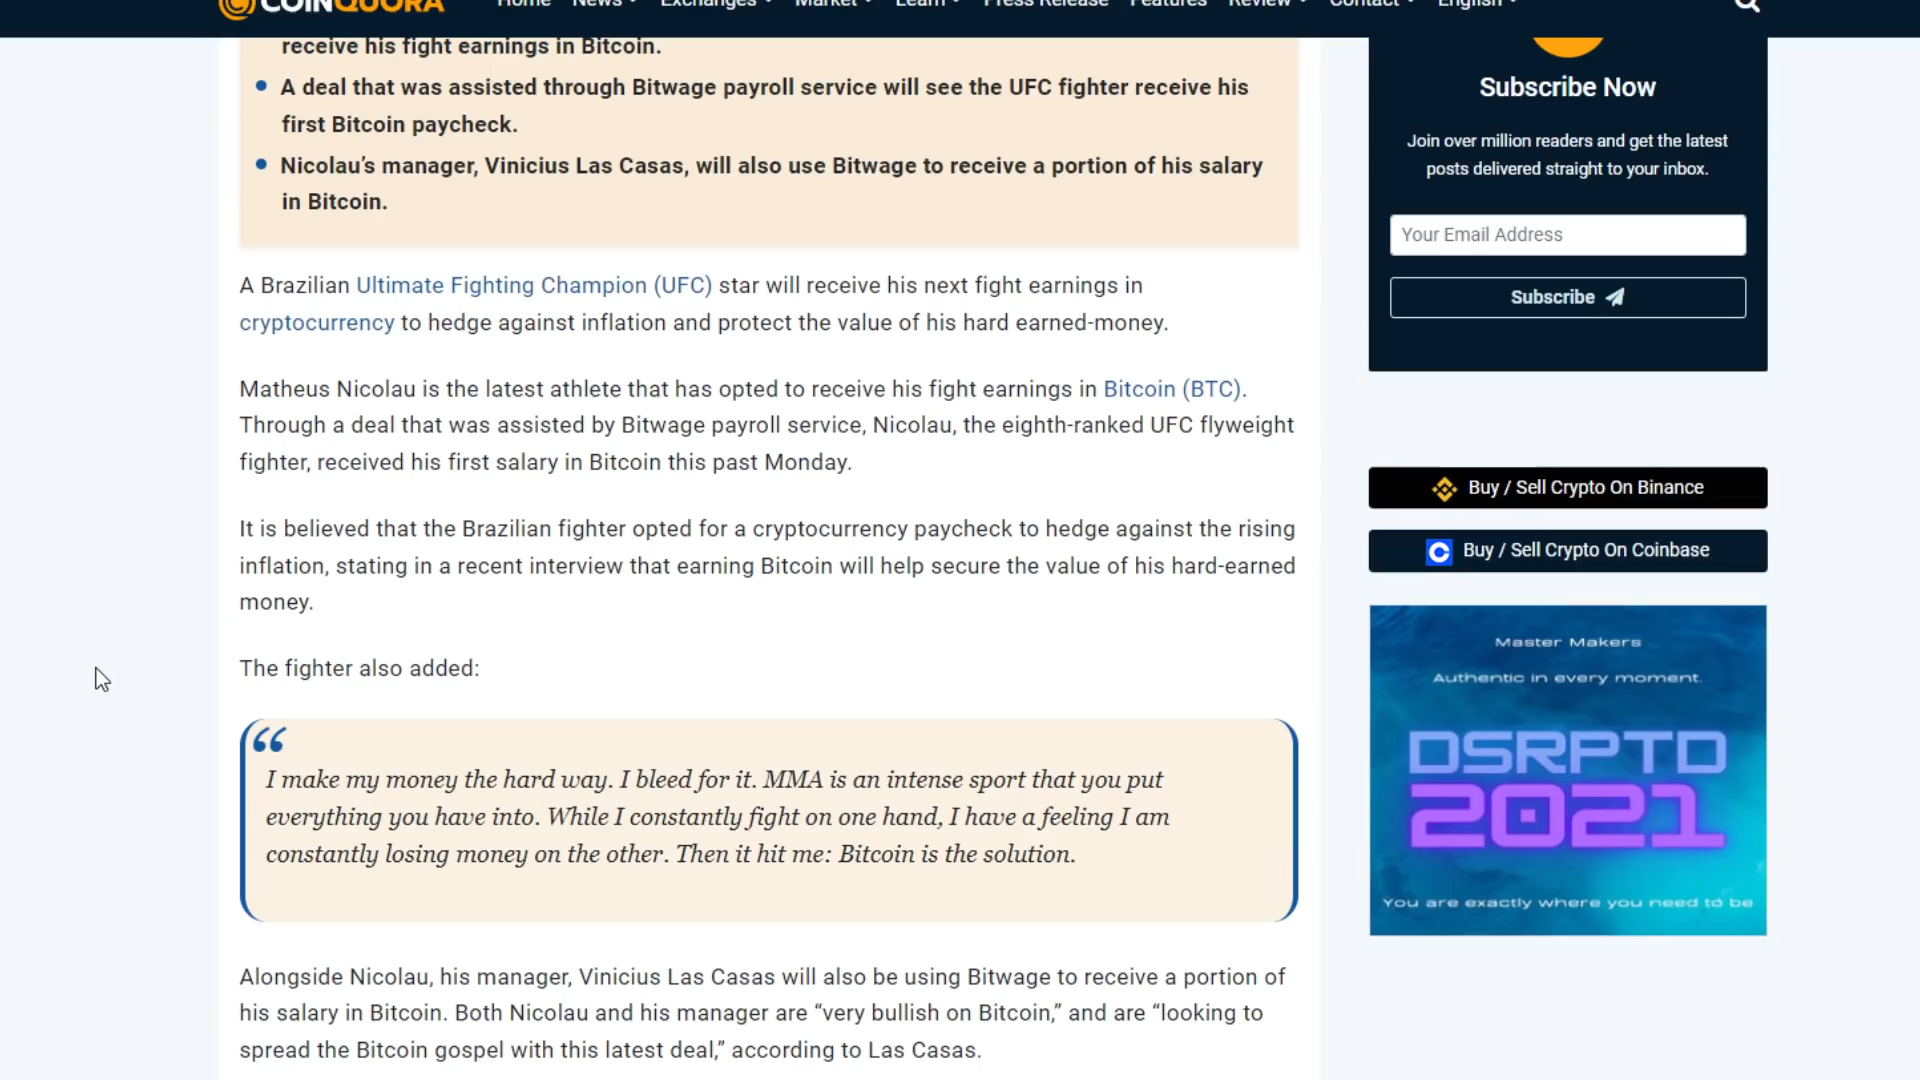 COINQUORA
Home News Exchanges Market Learn Press Release Features Review Contact English
receive his fight earnings in Bitcoin.
A deal that was assisted through Bitwage payroll service will see the UFC fighter receive his
first Bitcoin paycheck.
Nicolau’s manager, Vinicius Las Casas, will also use Bitwage to receive a portion of his salary
in Bitcoin.
A Brazilian Ultimate Fighting Champion (UFC) star will receive his next fight earnings in
cryptocurrency to hedge against inflation and protect the value of his hard earned-money.
Matheus Nicolau is the latest athlete that has opted to receive his fight earnings in Bitcoin (BTC).
Through a deal that was assisted by Bitwage payroll service, Nicolau, the eighth-ranked UFC flyweight
fighter, received his first salary in Bitcoin this past Monday.
It is believed that the Brazilian fighter opted for a cryptocurrency paycheck to hedge against the rising
inflation, stating in a recent interview that earning Bitcoin will help secure the value of his hard-earned
money.
The fighter also added:
“
I make my money the hard way. I bleed for it. MMA is an intense sport that you put
everything you have into. While I constantly fight on one hand, I have a feeling I am
constantly losing money on the other. Then it hit me: Bitcoin is the solution.
Alongside Nicolau, his manager, Vinicius Las Casas will also be using Bitwage to receive a portion of
his salary in Bitcoin. Both Nicolau and his manager are “very bullish on Bitcoin,” and are “looking to
spread the Bitcoin gospel with this latest deal,” according to Las Casas.
Subscribe Now
Join over million readers and get the latest
posts delivered straight to your inbox.
Your Email Address
Subscribe
Buy / Sell Crypto On Binance
Buy / Sell Crypto On Coinbase
Master Makers
Authentic in every moment.
DSRPTD
2021
You are exactly where you need to be